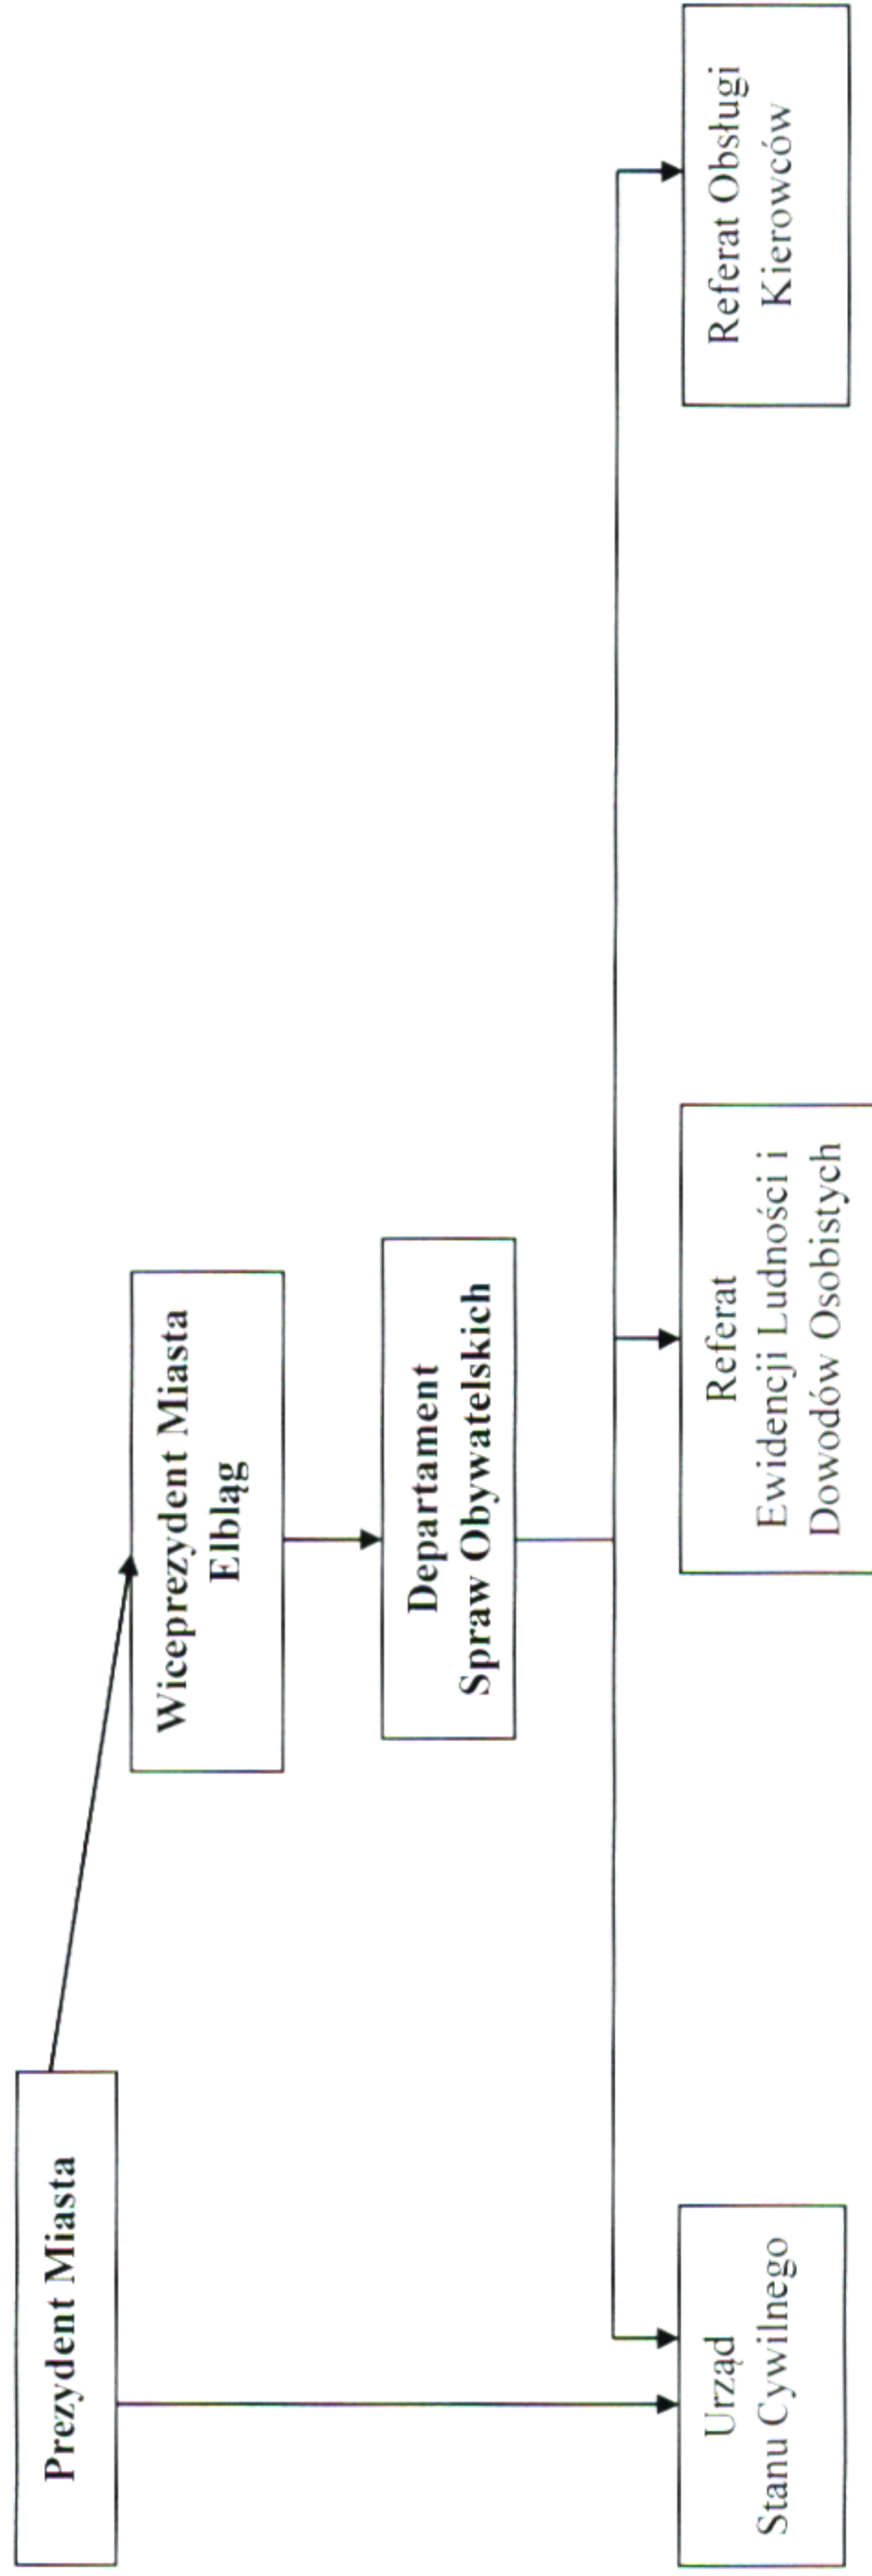 Prezydent Miasta
Wiceprezydent Miasta
Elbląg
Departament
Spraw Obywatelskich
Urząd
Stanu Cywilnego
Referat
Ewidencji Ludności i
Dowodów Osobistych
Referat Obsługi
Kierowców